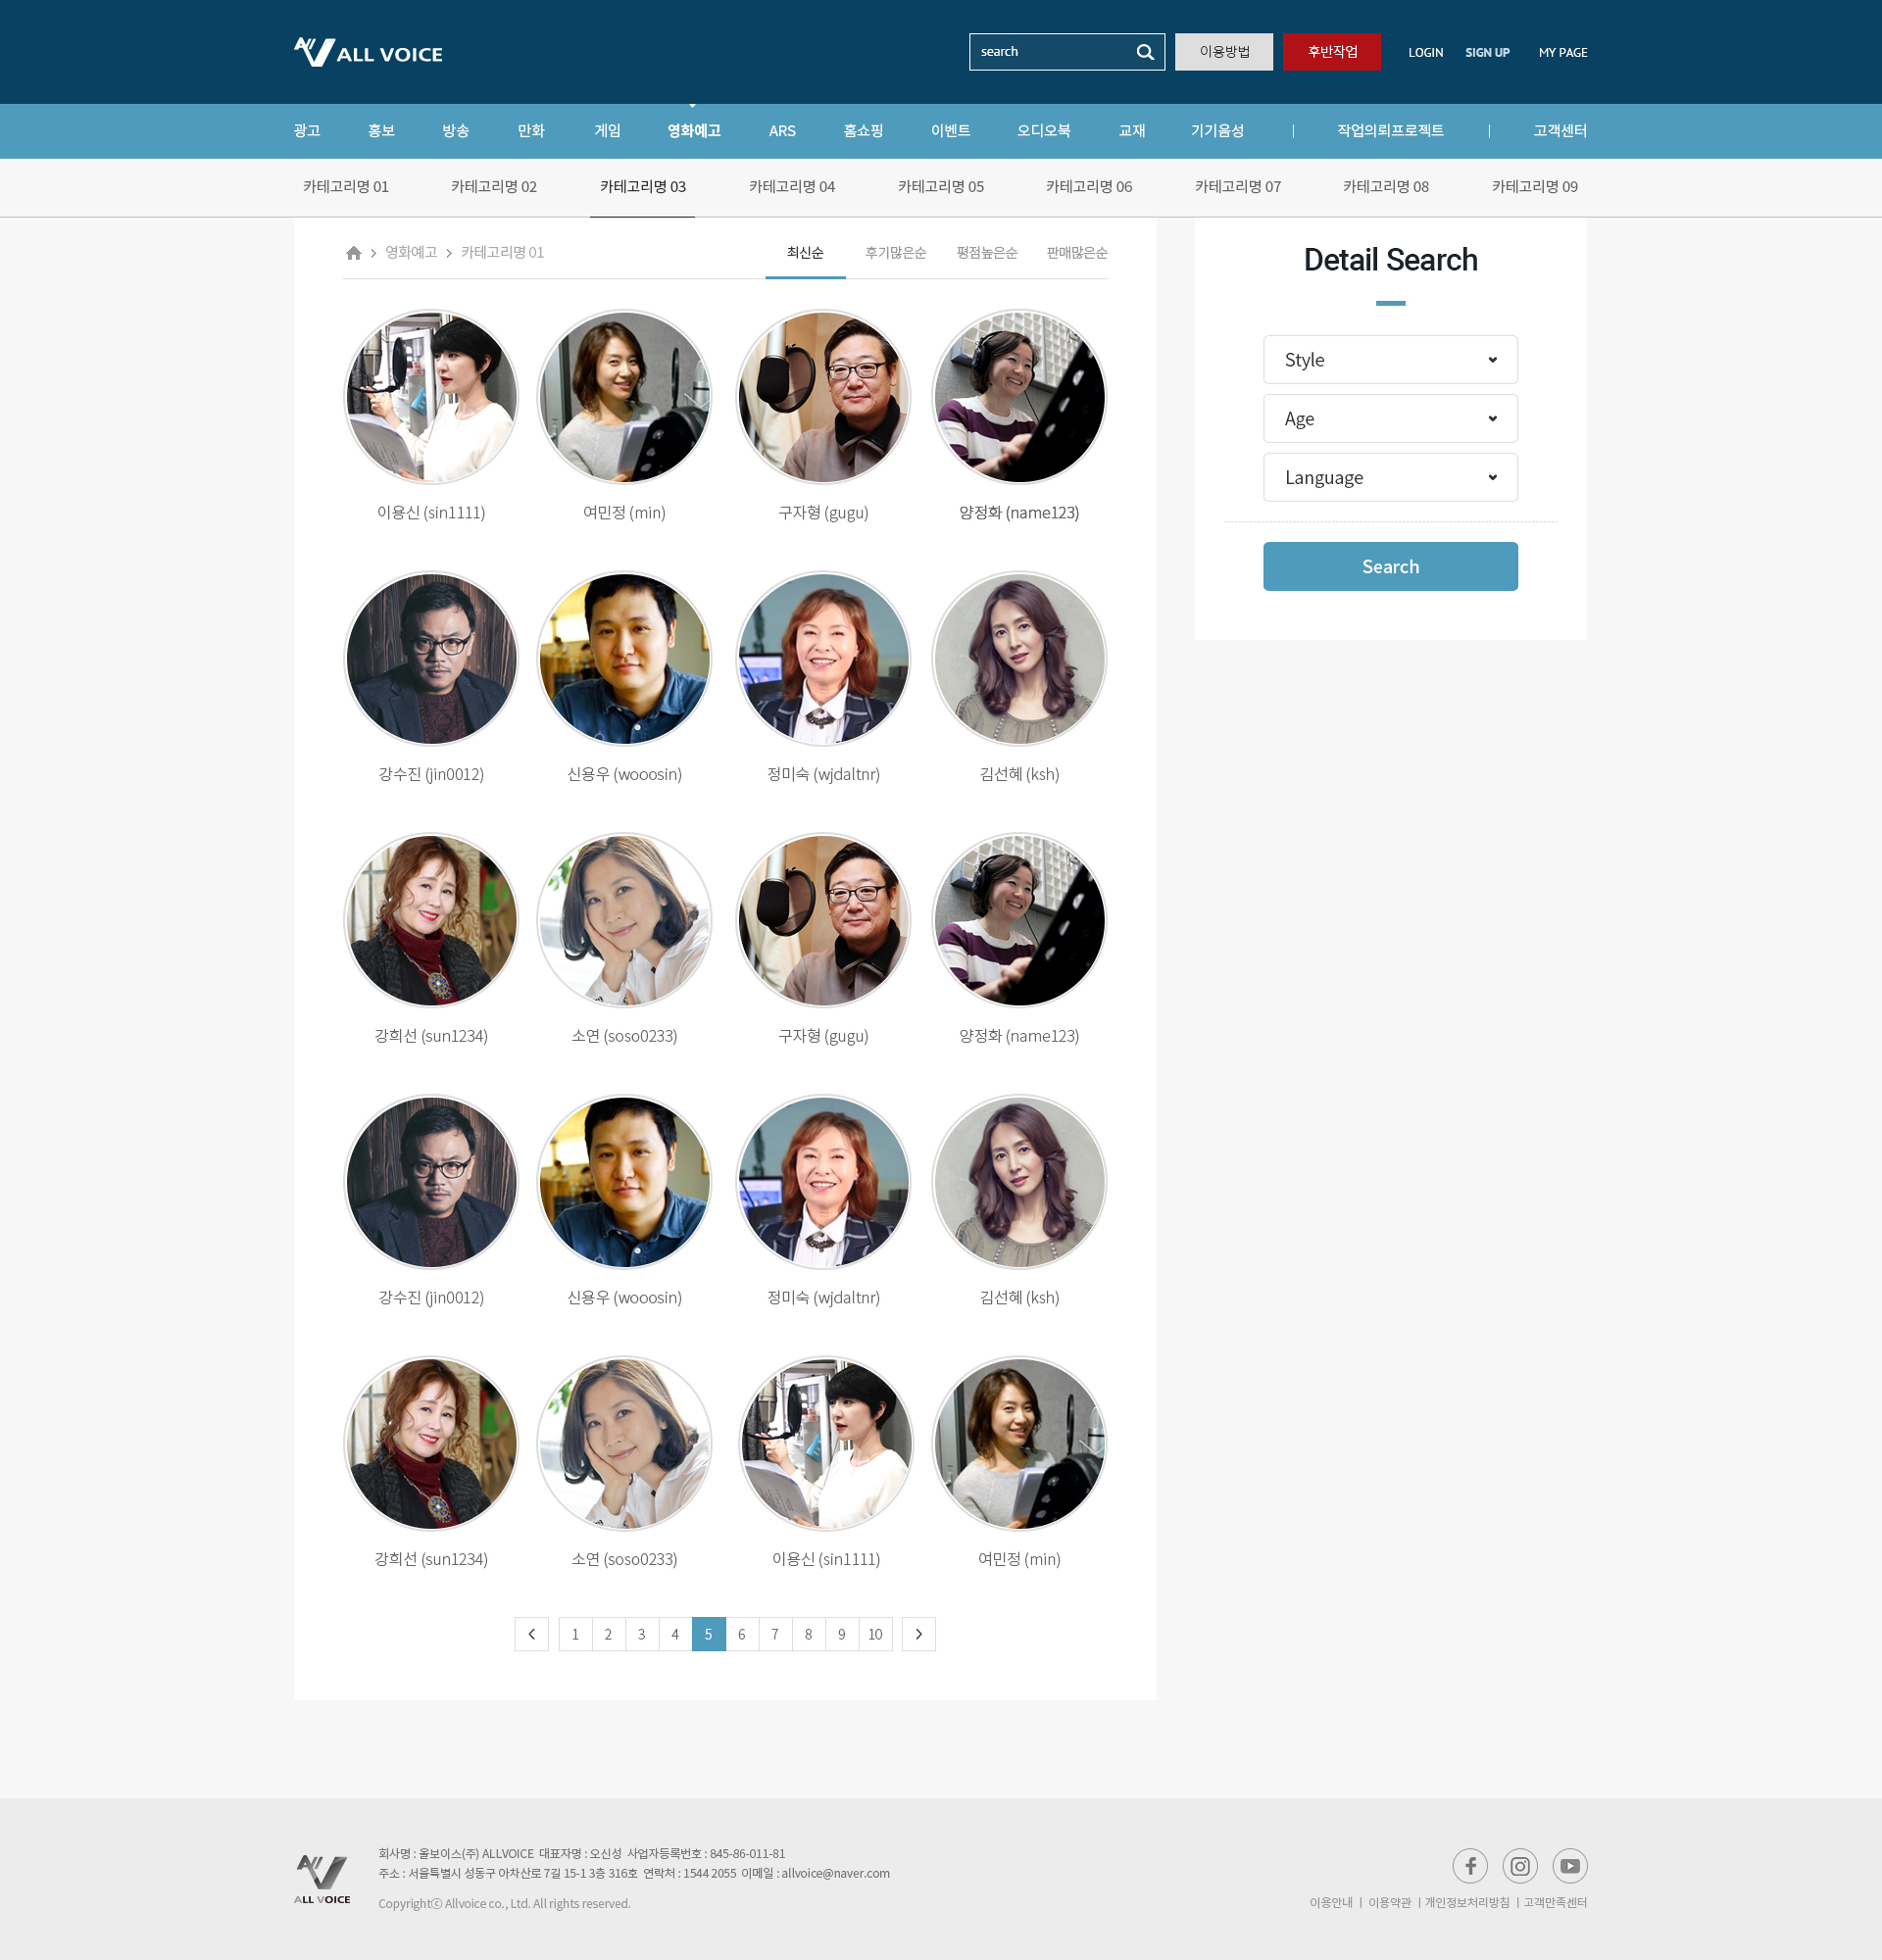 ALL VOICE
search
이용방법
후반작업
LOGIN
SIGN UP
MY PAGE
광고 홍보 방송 만화 게임 영화예고 ARS 홈쇼핑 이벤트 오디오북 교재 기기음성 | 작업의뢰프로젝트 | 고객센터
카테고리명 01 카테고리명 02 카테고리명 03 카테고리명 04 카테고리명 05 카테고리명 06 카테고리명 07 카테고리명 08 카테고리명 09
영화예고 카테고리명 01
최신순 후기많은순 평점높은순 판매많은순
Detail Search
Style
Age
Language
Search
이용신 (sin1111) 여민정 (min) 구자형 (gugu) 양정화 (name123)
강수진 (jin0012) 신용우 (wooosin) 정미숙 (wjdaltnr) 김선혜 (ksh)
강희선 (sun1234) 소연 (soso0233) 구자형 (gugu) 양정화 (name123)
강수진 (jin0012) 신용우 (wooosin) 정미숙 (wjdaltnr) 김선혜 (ksh)
강희선 (sun1234) 소연 (soso0233) 이용신 (sin1111) 여민정 (min)
1 2 3 4 5 6 7 8 9 10
ALL VOICE
회사명 : 올보이스(주) ALLVOICE 대표자명 : 오신성 사업자등록번호 : 845-86-011-81
주소 : 서울특별시 성동구 아차산로 7길 15-1 3층 316호 연락처 : 1544 2055 이메일 : allvoice@naver.com
Copyrightⓒ Allvoice co., Ltd. All rights reserved.
이용안내 | 이용약관 | 개인정보처리방침 | 고객만족센터